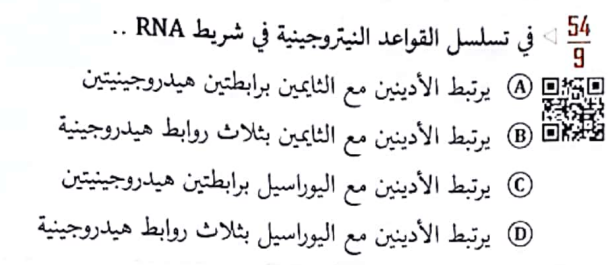 54
9
◁ في تسلسل القواعد النيتروجينية في شريط RNA ..
A يرتبط الأدينين مع الثايمين برابطتين هيدروجينيتين
B يرتبط الأدينين مع الثايمين بثلاث روابط هيدروجينية
C يرتبط الأدينين مع اليوراسيل برابطتين هيدروجينيتين
D يرتبط الأدينين مع اليوراسيل بثلاث روابط هيدروجينية